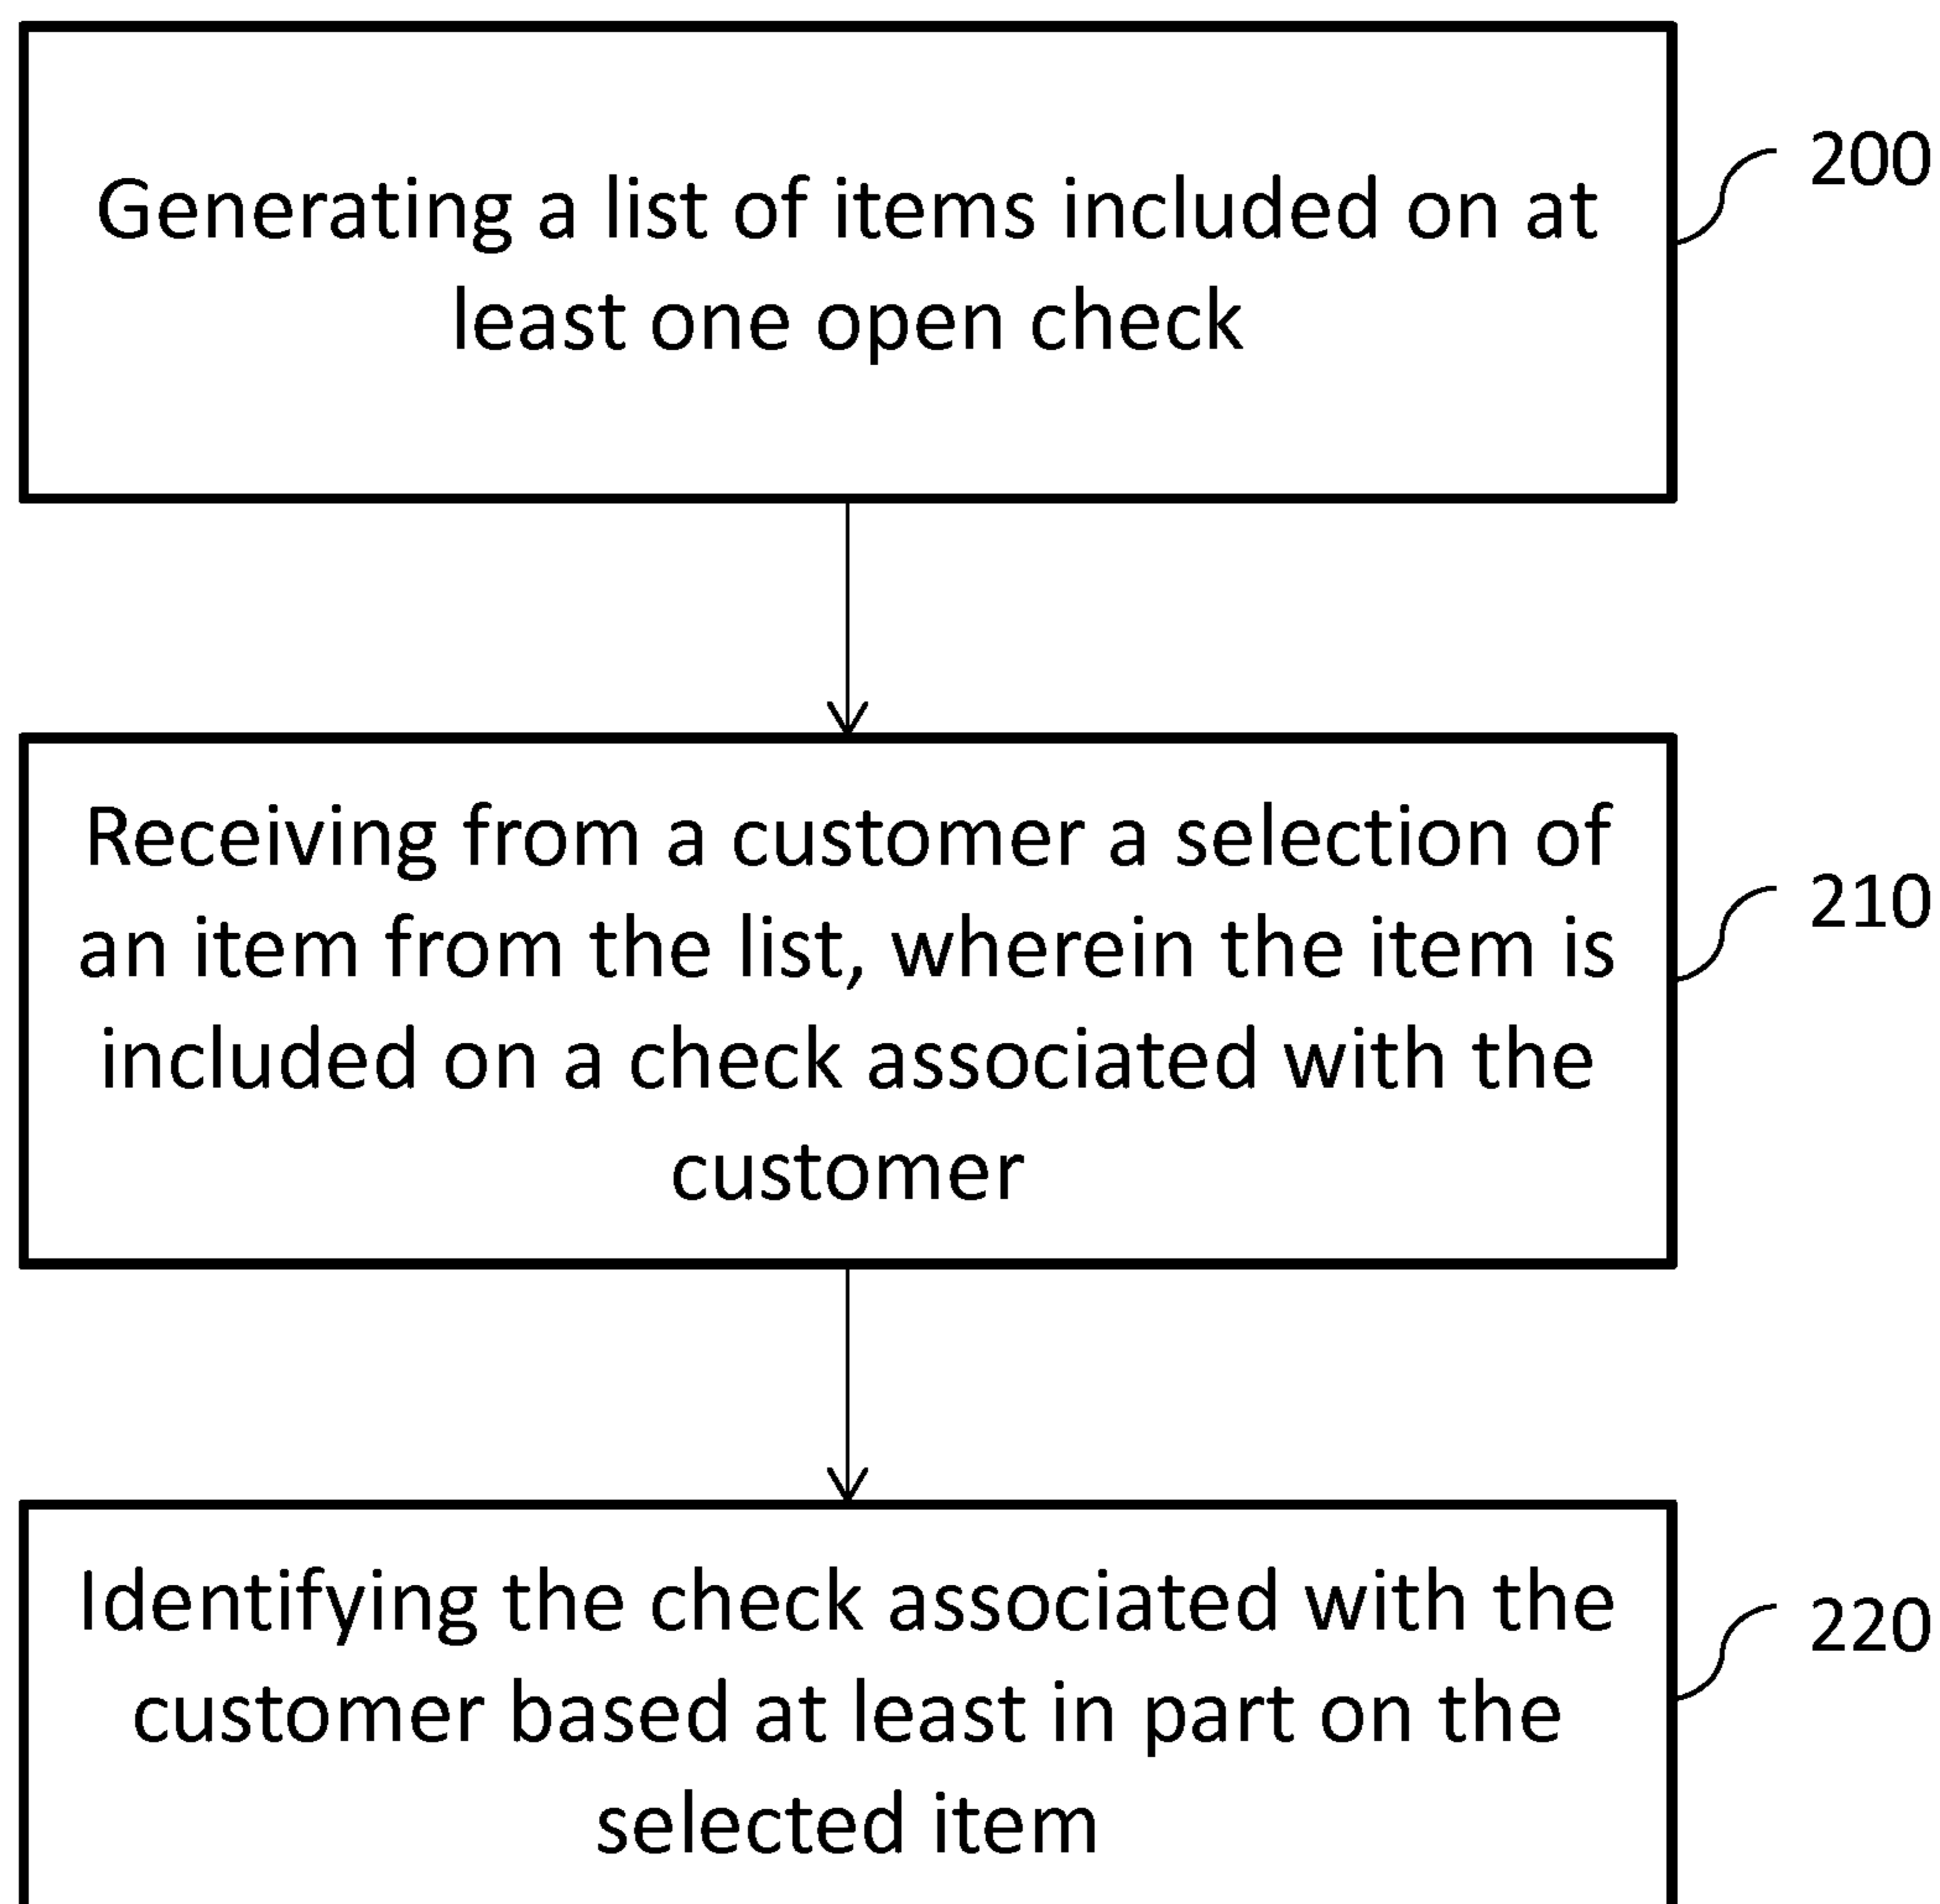 Generating a list of items included on at
least one open check
200
Receiving from a customer a selection of
an item from the list, wherein the item is
included on a check associated with the
customer
210
Identifying the check associated with the
customer based at least in part on the
selected item
220